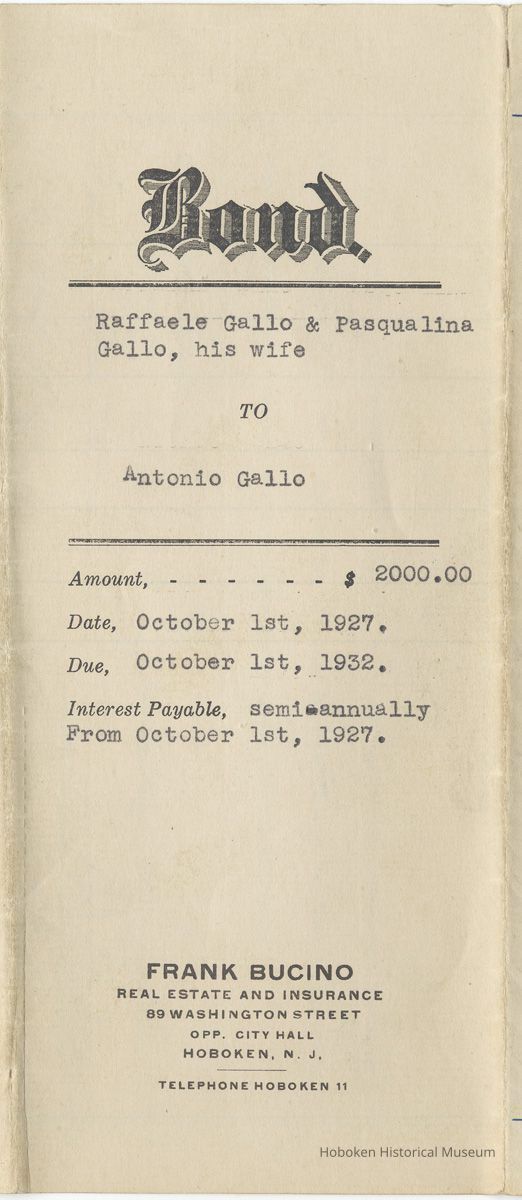 Bond.
Raffaele Gallo & Pasqualina
Gallo, his wife
TO
Antonio Gallo
Amount, - - - - - - - $ 2000.00
Date, October 1st, 1927.
Due, October 1st, 1932.
Interest Payable, semi-annually
From October 1st, 1927.
FRANK BUCINO
REAL ESTATE AND INSURANCE
89 WASHINGTON STREET
OPP. CITY HALL
HOBOKEN, N. J,
TELEPHONE HOBOKEN 11
Hoboken Historical Museum